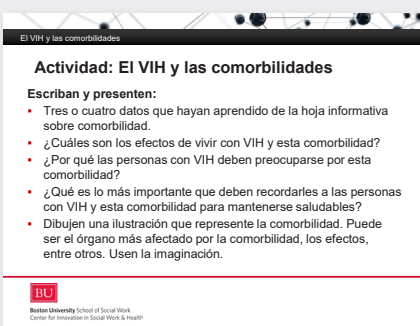 El VIH y las comorbilidades
Actividad: El VIH y las comorbilidades
Escriban y presenten:
▪ Tres o cuatro datos que hayan aprendido de la hoja informativa
sobre comorbilidad.
▪ ¿Cuáles son los efectos de vivir con VIH y esta comorbilidad?
▪ ¿Por qué las personas con VIH deben preocuparse por esta
comorbilidad?
▪ ¿Qué es lo más importante que deben recordarles a las personas
con VIH y esta comorbilidad para mantenerse saludables?
▪ Dibujen una ilustración que represente la comorbilidad. Puede
ser el órgano más afectado por la comorbilidad, los efectos,
entre otros. Usen la imaginación.
BU
Boston University School of Social Work
Center for Innovation in Social Work & Health